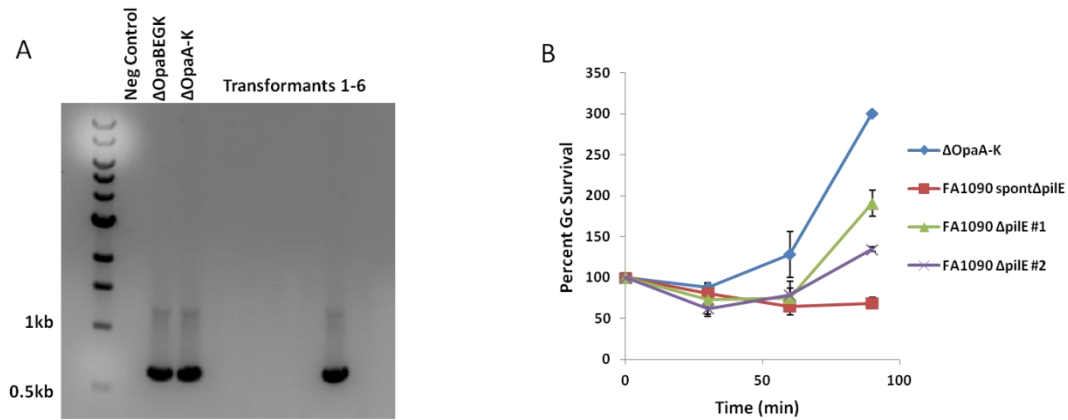 A
Neg Control
ΔOpaBEGK
ΔOpaA-K
Transformants 1-6
1kb
0.5kb
B
Percent Gc Survival
350
300
250
200
150
100
50
0
0
50
100
Time (min)
ΔOpaA-K
FA1090 spontΔpilE
FA1090 ΔpilE #1
FA1090 ΔpilE #2